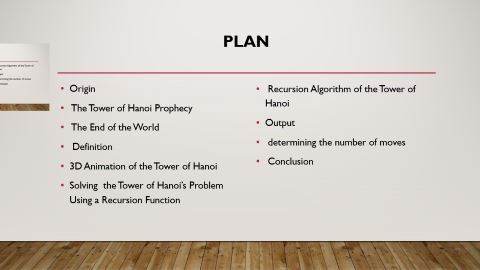 PLAN
Origin
The Tower of Hanoi Prophecy
The End of the World
Definition
3D Animation of the Tower of Hanoi
Solving the Tower of Hanoi's Problem
Using a Recursion Function
Recursion Algorithm of the Tower of
Hanoi
Output
determining the number of moves
Conclusion